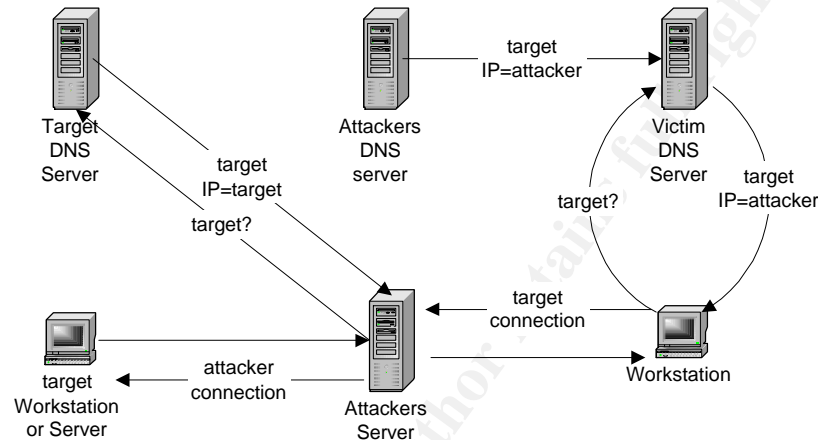 target
IP=attacker
Target
DNS
Server
Attackers
DNS
server
Victim
DNS
Server
target
IP=target
target?
target?
target
IP=attacker
target
connection
attacker
connection
target
Workstation
or Server
Attackers
Server
Workstation